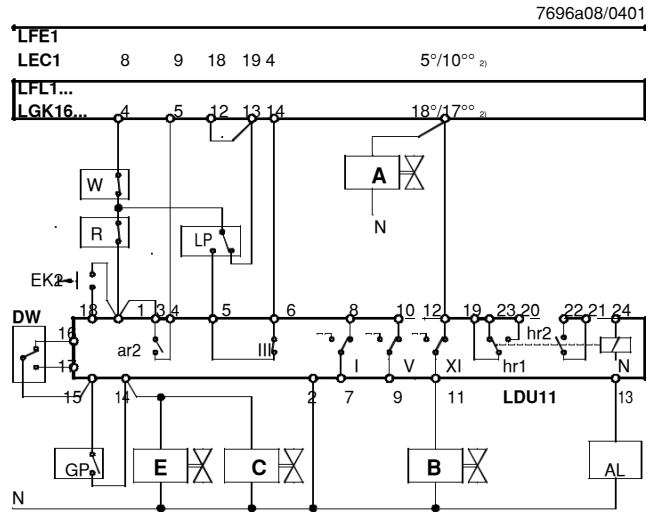 7696a08/0401
LFE1
LEC1 8 9 18 19 4 5°/10°° 2)
LFL1...
LGK16... 4 5 12 13 14 18°/17°° 2)
A
W
N
R
LP
EK2
DW
18 1 3 4 5 6 8 10 12 19 23 20 22 21 24
16
ar2 III hr2
17 I V XI hr1 N
15 14 2 7 9 11 LDU11 13
GP E C B AL
N